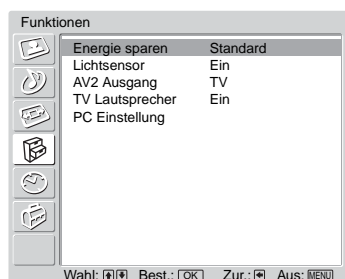 Funktionen
Energie sparen Standard
Lichtsensor Ein
AV2 Ausgang TV
TV Lautsprecher Ein
PC Einstellung
Wahl: Best.: OK Zur.: Aus: MENU